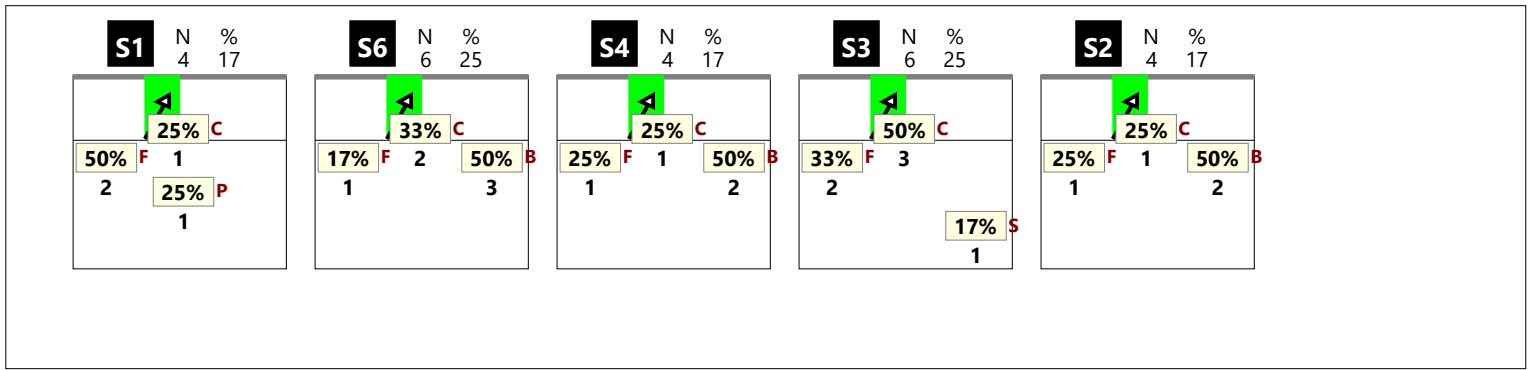 S1 N % 4 17
25% C
50% F 1
2 25% P
1
S6 N % 6 25
33% C
17% F 2 50% B
1 3
S4 N % 4 17
25% C
25% F 1 50% B
1 2
S3 N % 6 25
50% C
33% F 3
2
17% S
1
S2 N % 4 17
25% C
25% F 1 50% B
1 2